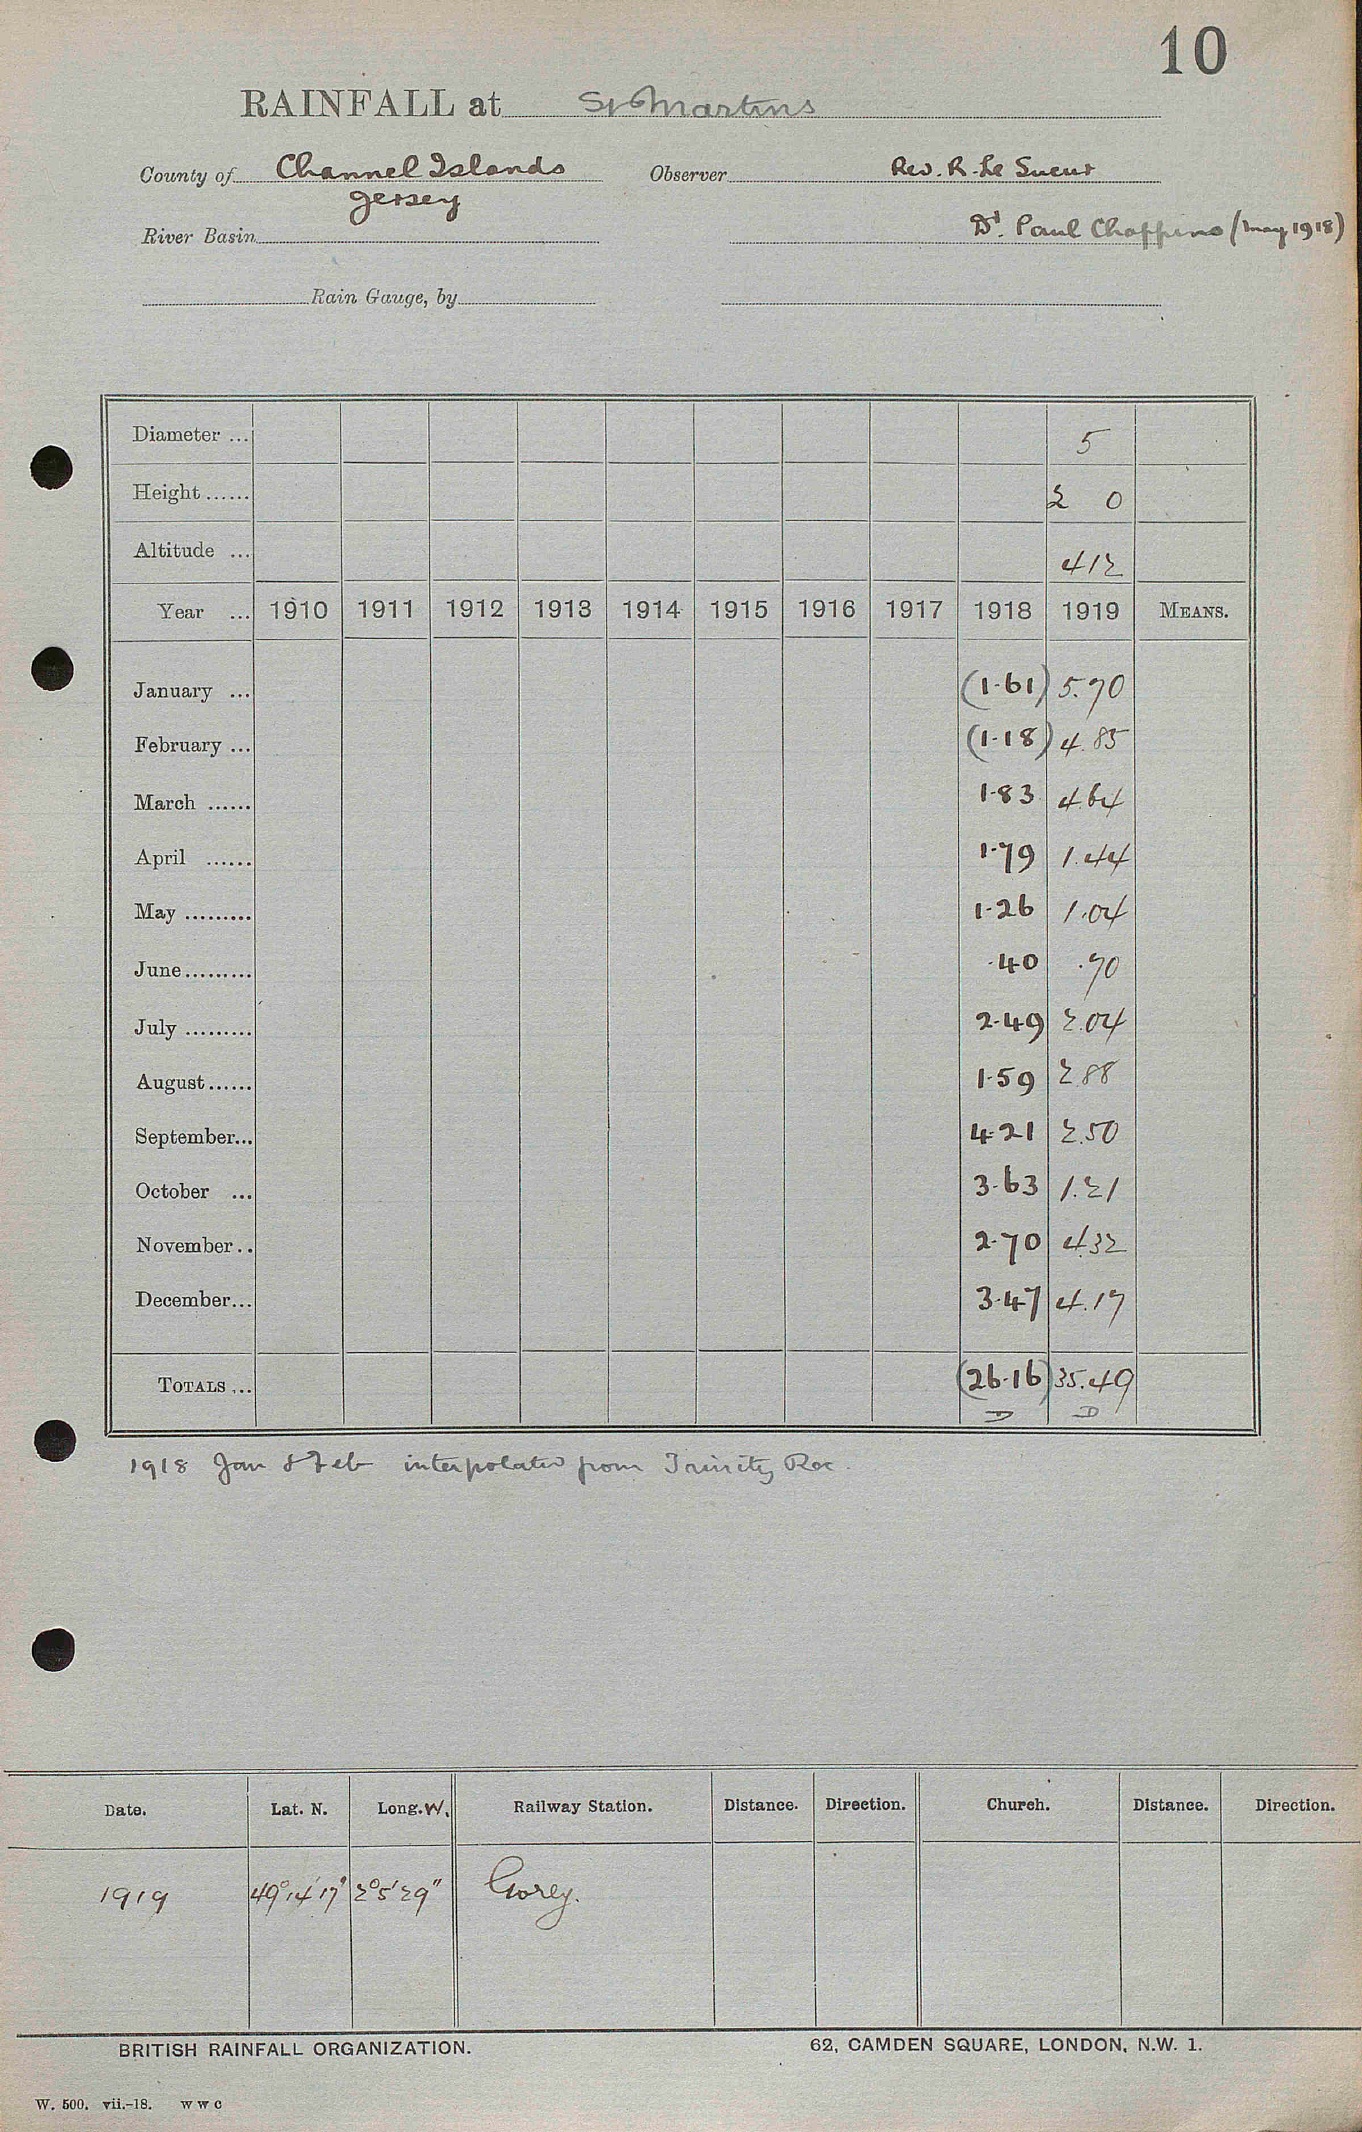 10
RAINFALL at St Martins
County of Channel Islands Observer Rev. R. Le Sueur
Jersey
River Basin Dr. Paul Chappino (May 1918)
Rain Gauge, by
Diameter ... 5
Height ...... 2 0
Altitude ... 412
Year ... 1910 1911 1912 1913 1914 1915 1916 1917 1918 1919 MEANS.
January ... (1.61) 5.70
February ... (1.18) 4.85
March ...... 1.83 4.64
April ...... 1.79 1.44
May ......... 1.26 1.04
June ......... .40 .70
July ......... 2.49 2.04
August ...... 1.59 2.88
September ... 4.21 2.50
October ... 3.63 1.21
November .. 2.70 4.32
December ... 3.47 4.17
TOTALS ... (26.16) 35.49
D D
1918 Jan & Feb interpolated from Trinity Rec.
Date. Lat. N. Long. W. Railway Station. Distance. Direction. Church. Distance. Direction.
1919 49° 14' 17" 2° 5' 29" Gorey.
BRITISH RAINFALL ORGANIZATION. 62, CAMDEN SQUARE, LONDON, N.W. 1.
W. 500. vii.-18. W W C